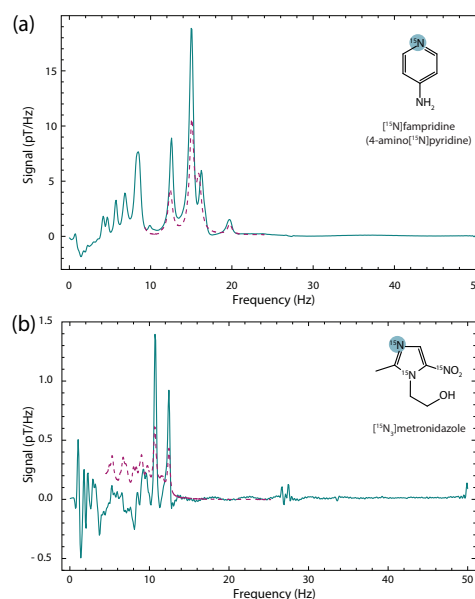 (a)
15
10
5
0
Signal (pT/Hz)
15N
NH2
[15N]fampridine
(4-amino[15N]pyridine)
0 10 20 30 40 50
Frequency (Hz)
(b)
1.5
1.0
0.5
0.0
- 0.5
Signal (pT/Hz)
15N
15NO2
15N
OH
[15N3]metronidazole
0 10 20 30 40 50
Frequency (Hz)